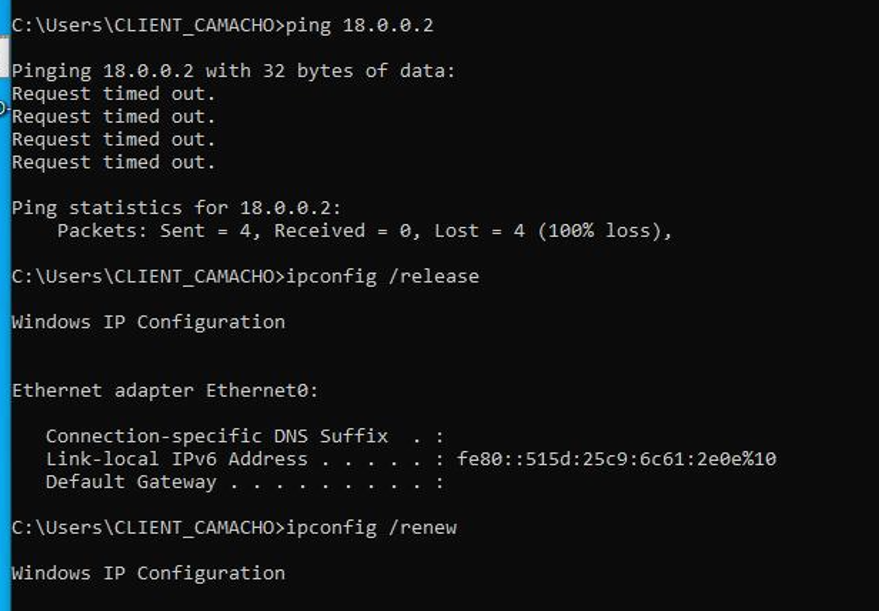 C:\Users\CLIENT_CAMACHO>ping 18.0.0.2
Pinging 18.0.0.2 with 32 bytes of data:
Request timed out.
Request timed out.
Request timed out.
Request timed out.
Ping statistics for 18.0.0.2:
    Packets: Sent = 4, Received = 0, Lost = 4 (100% loss),
C:\Users\CLIENT_CAMACHO>ipconfig /release
Windows IP Configuration
Ethernet adapter Ethernet0:
   Connection-specific DNS Suffix  . :
   Link-local IPv6 Address . . . . . : fe80::515d:25c9:6c61:2e0e%10
   Default Gateway . . . . . . . . . :
C:\Users\CLIENT_CAMACHO>ipconfig /renew
Windows IP Configuration